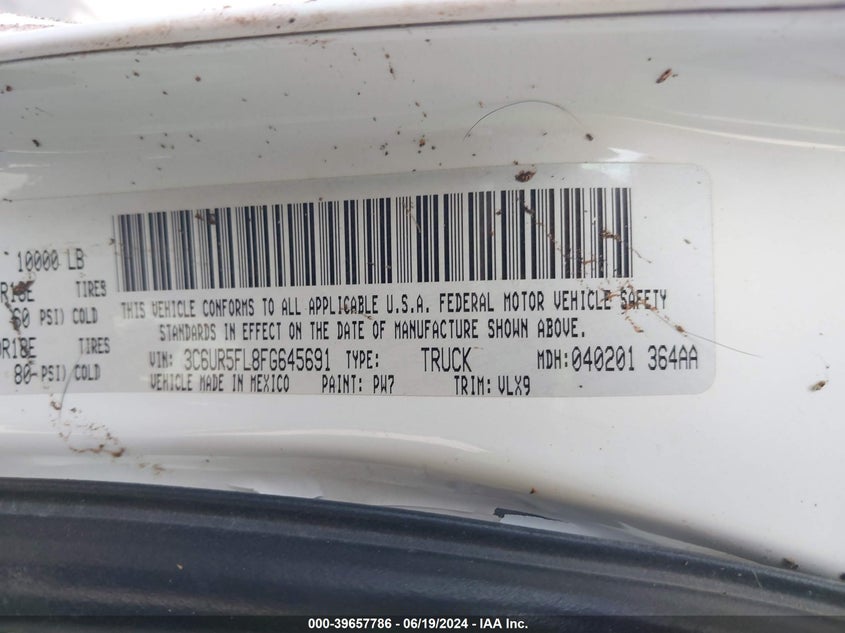 10000 LB
TIRES
60 PSI) COLD
TIRES
80-PSI) COLD
THIS VEHICLE CONFORMS TO ALL APPLICABLE U.S.A. FEDERAL MOTOR VEHICLE SAFETY
STANDARDS IN EFFECT ON THE DATE OF MANUFACTURE SHOWN ABOVE.
VIN: 3C6UR5FL8FG645691 TYPE: TRUCK MDH:040201 364AA
VEHICLE MADE IN MEXICO PAINT: PW7 TRIM: VLX9
000-39657786 - 06/19/2024 - IAA Inc.